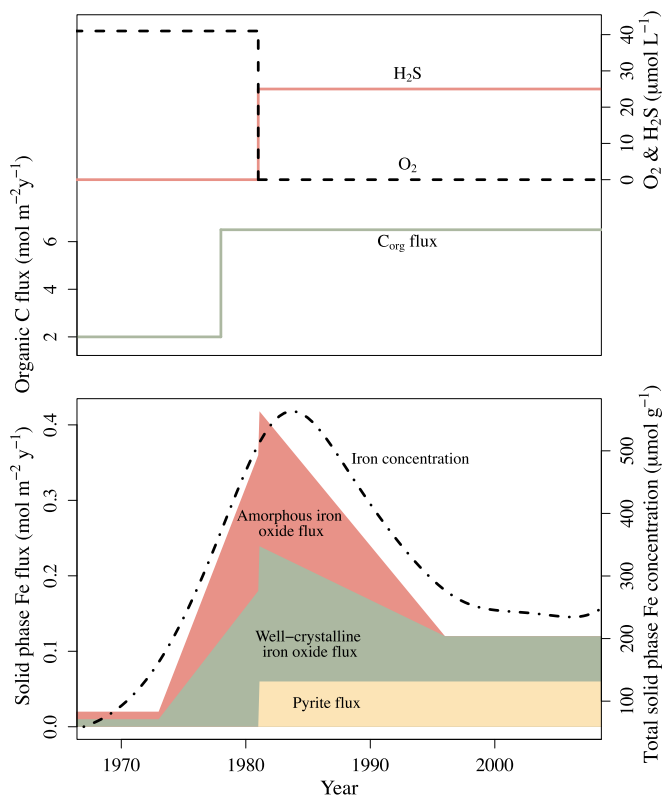 Organic C flux (mol m⁻²y⁻¹)
2
4
6
O₂ & H₂S (µmol L⁻¹)
0
10
20
30
40
H₂S
O₂
C_org flux
Solid phase Fe flux (mol m⁻² y⁻¹)
0.0
0.1
0.2
0.3
0.4
Total solid phase Fe concentration (µmol g⁻¹)
100
200
300
400
500
Iron concentration
Amorphous iron
oxide flux
Well−crystalline
iron oxide flux
Pyrite flux
1970
1980
1990
2000
Year